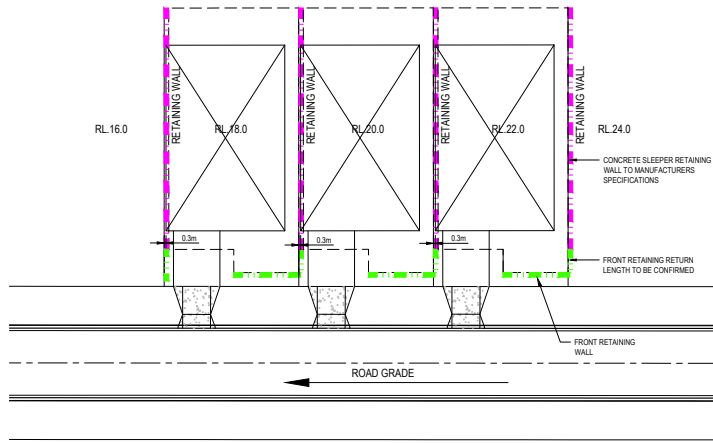 RETAINING WALL
RETAINING WALL
RETAINING WALL
RETAINING WALL
RL.16.0
RL.18.0
RL.20.0
RL.22.0
RL.24.0
CONCRETE SLEEPER RETAINING
WALL TO MANUFACTURERS
SPECIFICATIONS
0.3m
0.3m
0.3m
FRONT RETAINING RETURN
LENGTH TO BE CONFIRMED
FRONT RETAINING
WALL
ROAD GRADE